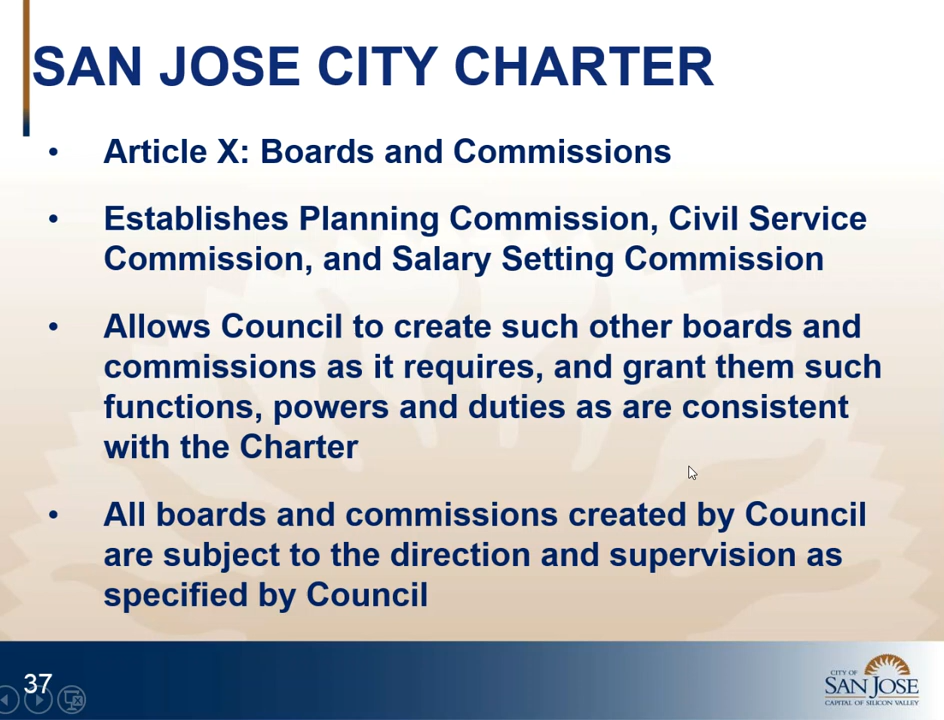 SAN JOSE CITY CHARTER
• Article X: Boards and Commissions
• Establishes Planning Commission, Civil Service
Commission, and Salary Setting Commission
• Allows Council to create such other boards and
commissions as it requires, and grant them such
functions, powers and duties as are consistent
with the Charter
• All boards and commissions created by Council
are subject to the direction and supervision as
specified by Council
37
CITY OF
SAN JOSE
CAPITAL OF SILICON VALLEY